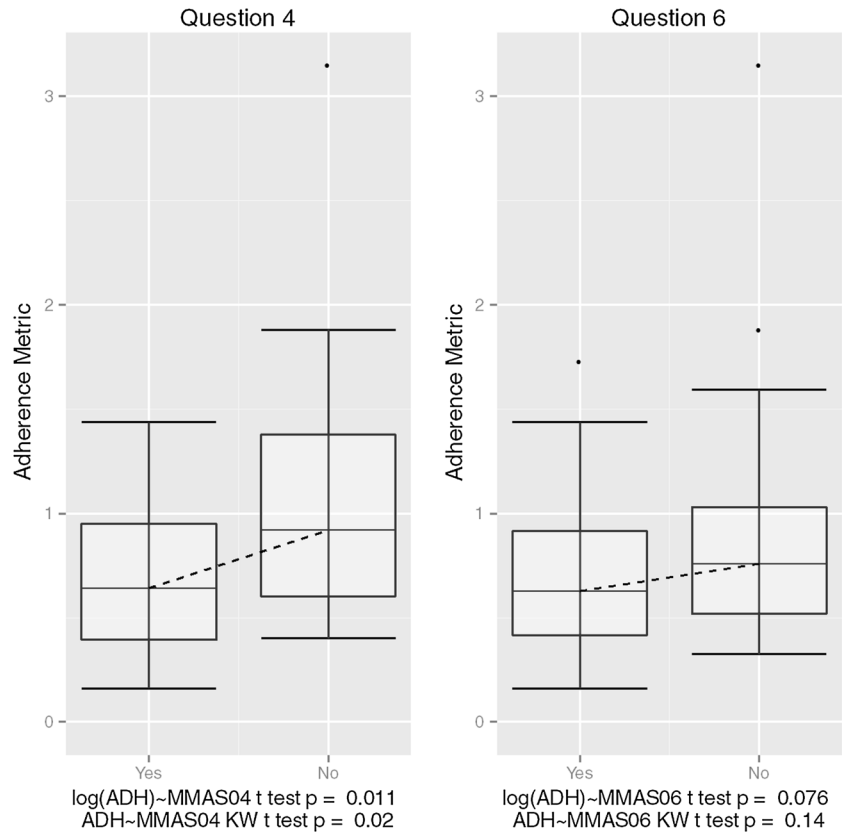 Question 4
Adherence Metric
3
2
1
0
Yes No
log(ADH)~MMAS04 t test p = 0.011
ADH~MMAS04 KW t test p = 0.02
Question 6
Adherence Metric
3
2
1
0
Yes No
log(ADH)~MMAS06 t test p = 0.076
ADH~MMAS06 KW t test p = 0.14